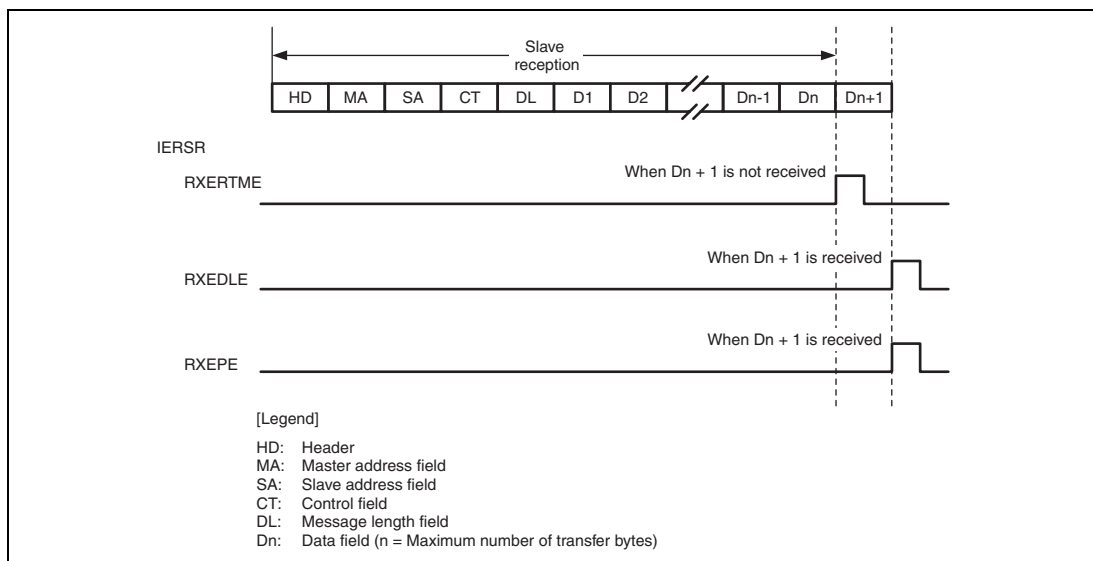 Slave
reception
HD MA SA CT DL D1 D2 Dn-1 Dn Dn+1
IERSR
When Dn + 1 is not received
RXERTME
When Dn + 1 is received
RXEDLE
When Dn + 1 is received
RXEPE
[Legend]
HD: Header
MA: Master address field
SA: Slave address field
CT: Control field
DL: Message length field
Dn: Data field (n = Maximum number of transfer bytes)